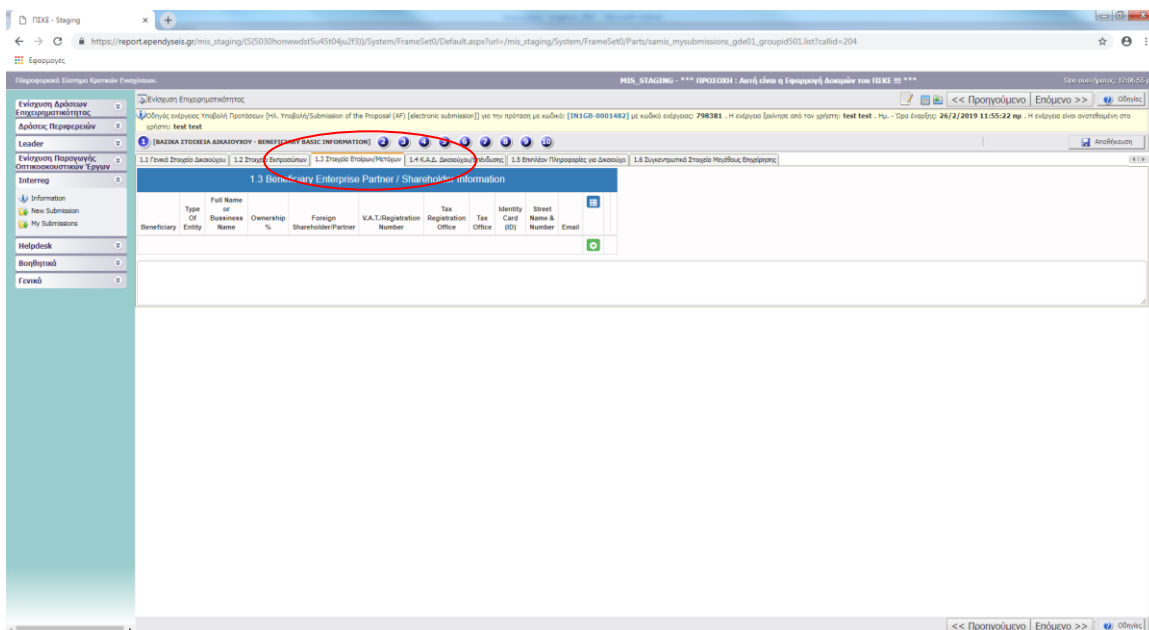 ΠΣΚΕ - Staging
https://report.ependyseis.gr/mis_staging/(S(5030honwwdst5u45t04ju2f3))/System/FrameSet0/Default.aspx?url=/mis_staging/System/FrameSet0/Parts/samis_mysubmissions_gde01_groupid501.list?callid=204
Εφαρμογές
Πληροφοριακό Σύστημα Κρατικών Ενισχύσεων.
MIS_STAGING - *** ΠΡΟΣΟΧΗ : Αυτή είναι η Εφαρμογή Δοκιμών του ΠΣΚΕ !!! ***
Ώρα συστήματος: 12:06:55
Ενίσχυση Δράσεων Επιχειρηματικότητας
Δράσεις Περιφερειών
Leader
Ενίσχυση Παραγωγής Οπτικοακουστικών Έργων
Interreg
Information
New Submission
My Submissions
Helpdesk
Βοηθητικά
Γενικά
Ενίσχυση Επιχειρηματικότητας
<< Προηγούμενο
Επόμενο >>
Οδηγίες
Οδηγός ενέργειας Υποβολή Προτάσεων [Ηλ. Υποβολή/Submission of the Proposal (AF) [electronic submission]] για την πρόταση με κωδικό: [IN1GB-0001482] με κωδικό ενέργειας: 798381 . Η ενέργεια ξεκίνησε από τον χρήστη: test test . Ημ. - Ώρα έναρξης: 26/2/2019 11:55:22 πμ . Η ενέργεια είναι ανατεθειμένη στο
χρήστη: test test
1 [ΒΑΣΙΚΑ ΣΤΟΙΧΕΙΑ ΔΙΚΑΙΟΥΧΟΥ - BENEFICIARY BASIC INFORMATION] 2 3 4 5 6 7 8 9 10
Αποθήκευση
1.1 Γενικά Στοιχεία Δικαιούχου
1.2 Στοιχεία Εκπροσώπων
1.3 Στοιχεία Εταίρων/Μετόχων
1.4 Κ.Α.Δ. Δικαιούχου/Επένδυσης
1.5 Επιπλέον Πληροφορίες για Δικαιούχο
1.6 Συγκεντρωτικά Στοιχεία Μεγέθους Επιχείρησης
1.3 Beneficiary Enterprise Partner / Shareholder Information
Beneficiary
Type Of Entity
Full Name or Bussiness Name
Ownership %
Foreign Shareholder/Partner
V.A.T./Registration Number
Tax Registration Office
Tax Office
Identity Card (ID)
Street Name & Number
Email
<< Προηγούμενο
Επόμενο >>
Οδηγίες